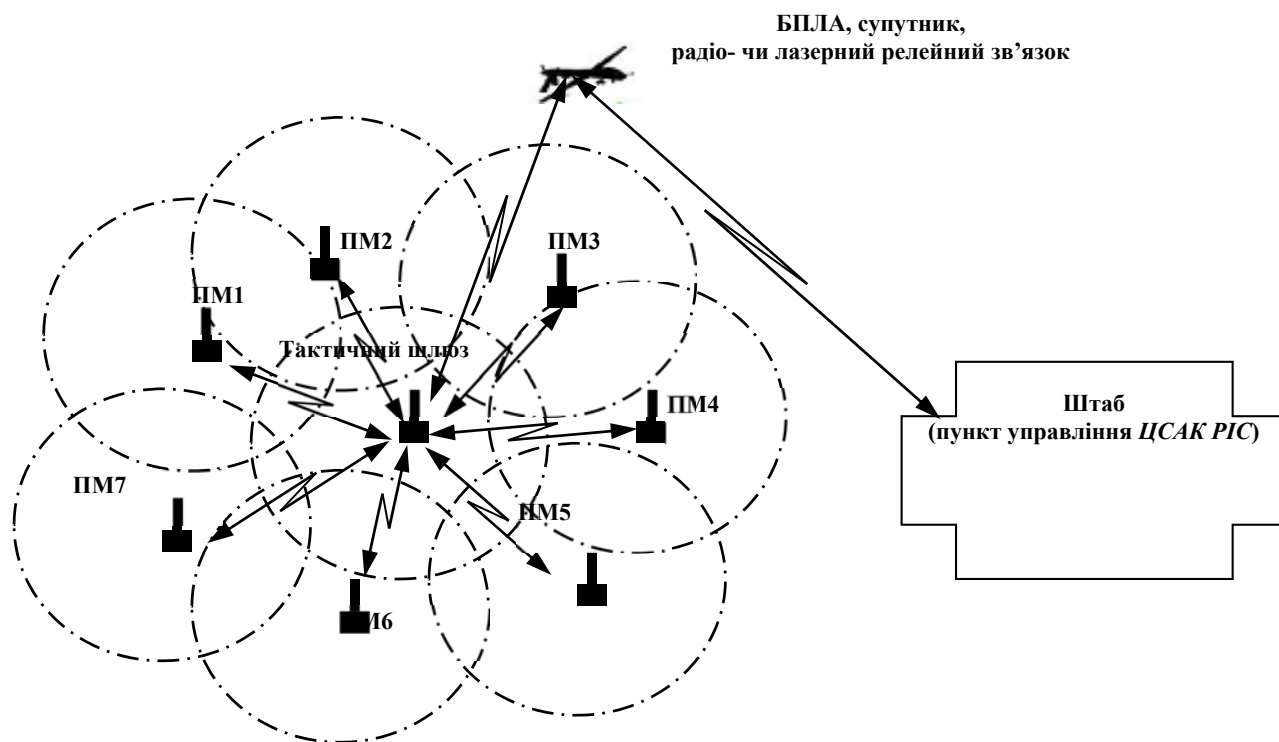 БПЛА, супутник,
радіо- чи лазерний релейний зв’язок
ПМ2
ПМ3
ПМ1
Тактичний шлюз
ПМ4
Штаб
(пункт управління ЦСАК РІС)
ПМ7
ПМ5
М6